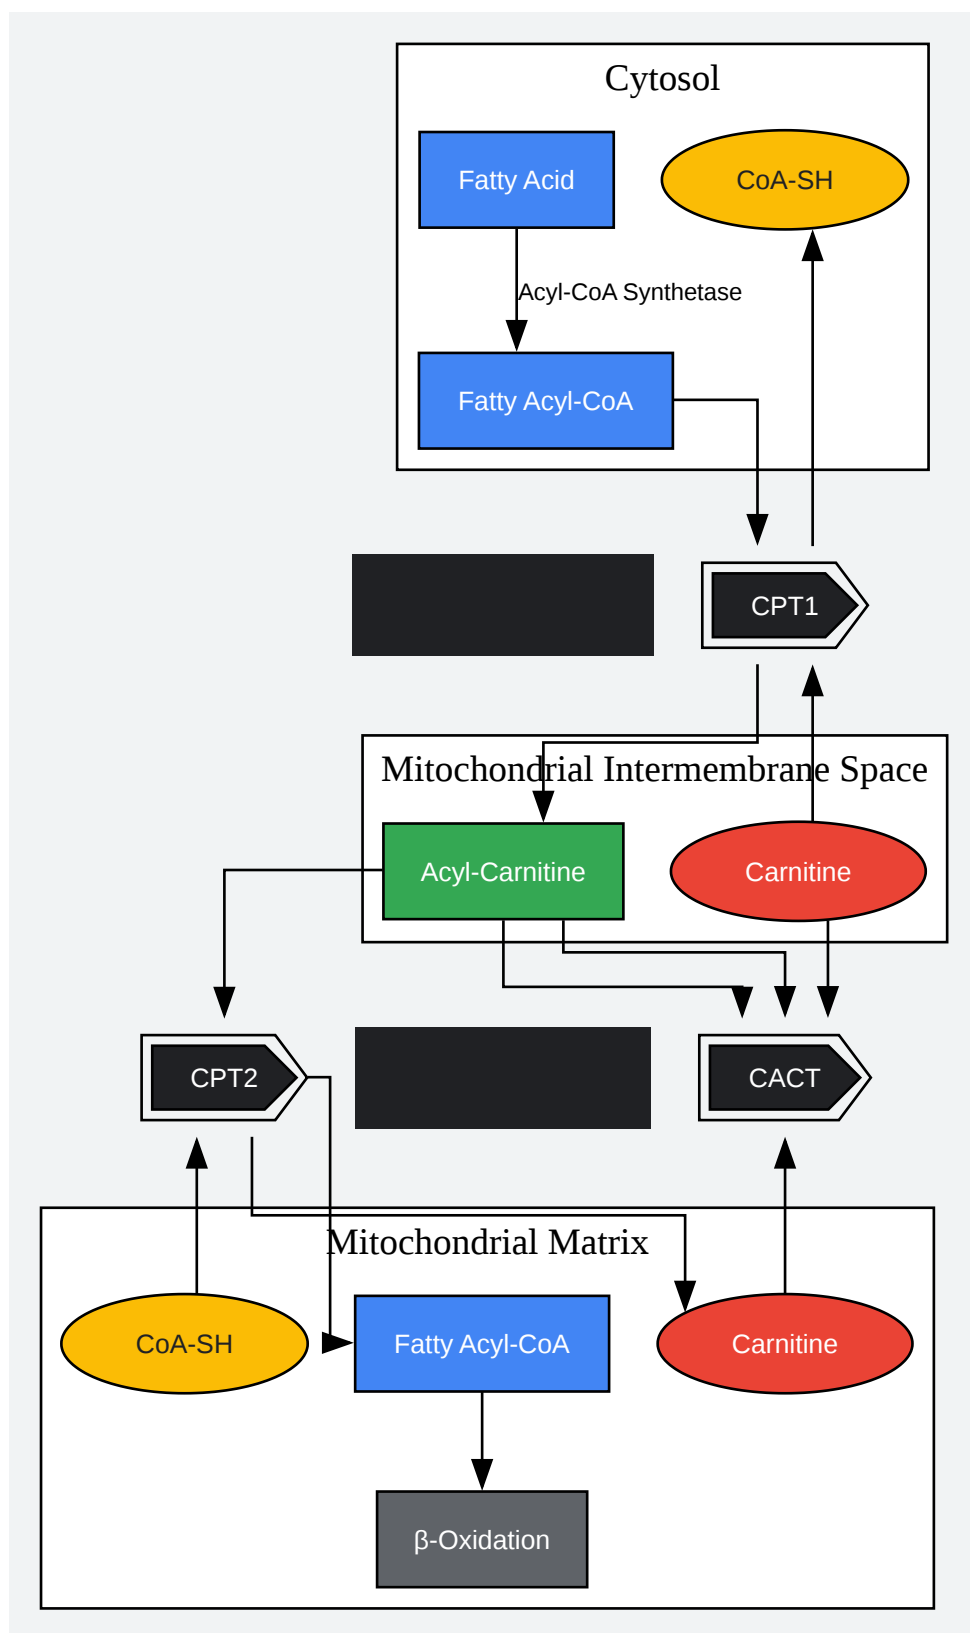 Cytosol
Fatty Acid
CoA-SH
Acyl-CoA Synthetase
Fatty Acyl-CoA
CPT1
Mitochondrial Intermembrane Space
Acyl-Carnitine
Carnitine
CPT2
CACT
Mitochondrial Matrix
CoA-SH
Fatty Acyl-CoA
Carnitine
β-Oxidation